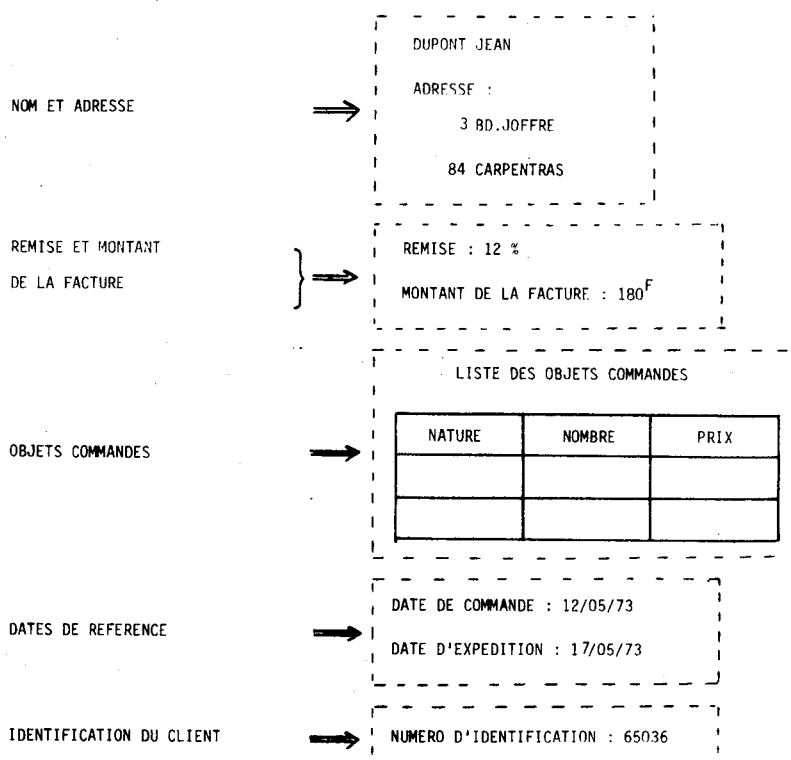 DUPONT JEAN
NOM ET ADRESSE
ADRESSE :
3 BD.JOFFRE
84 CARPENTRAS
REMISE ET MONTANT
DE LA FACTURE
REMISE : 12 %
MONTANT DE LA FACTURE : 180F
OBJETS COMMANDES
LISTE DES OBJETS COMMANDES
NATURE NOMBRE PRIX
DATES DE REFERENCE
DATE DE COMMANDE : 12/05/73
DATE D'EXPEDITION : 17/05/73
IDENTIFICATION DU CLIENT
NUMERO D'IDENTIFICATION : 65036